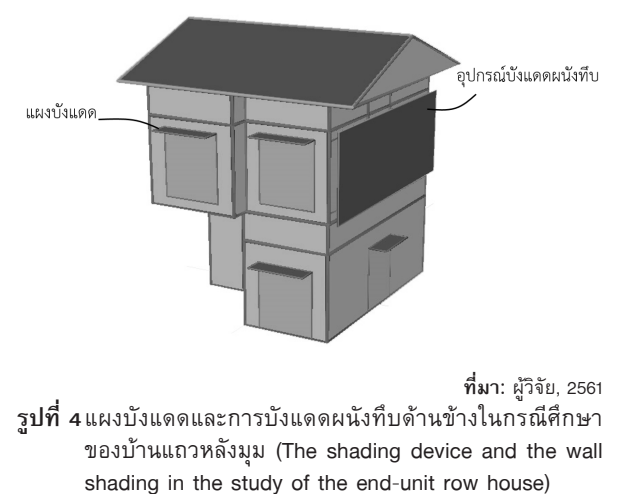 อุปกรณ์บังแดดผนังทึบ
แผงบังแดด
ที่มา: ผู้วิจัย, 2561
รูปที่ 4 แผงบังแดดและการบังแดดผนังทึบด้านข้างในกรณีศึกษา
ของบ้านแถวหลังมุม (The shading device and the wall
shading in the study of the end-unit row house)